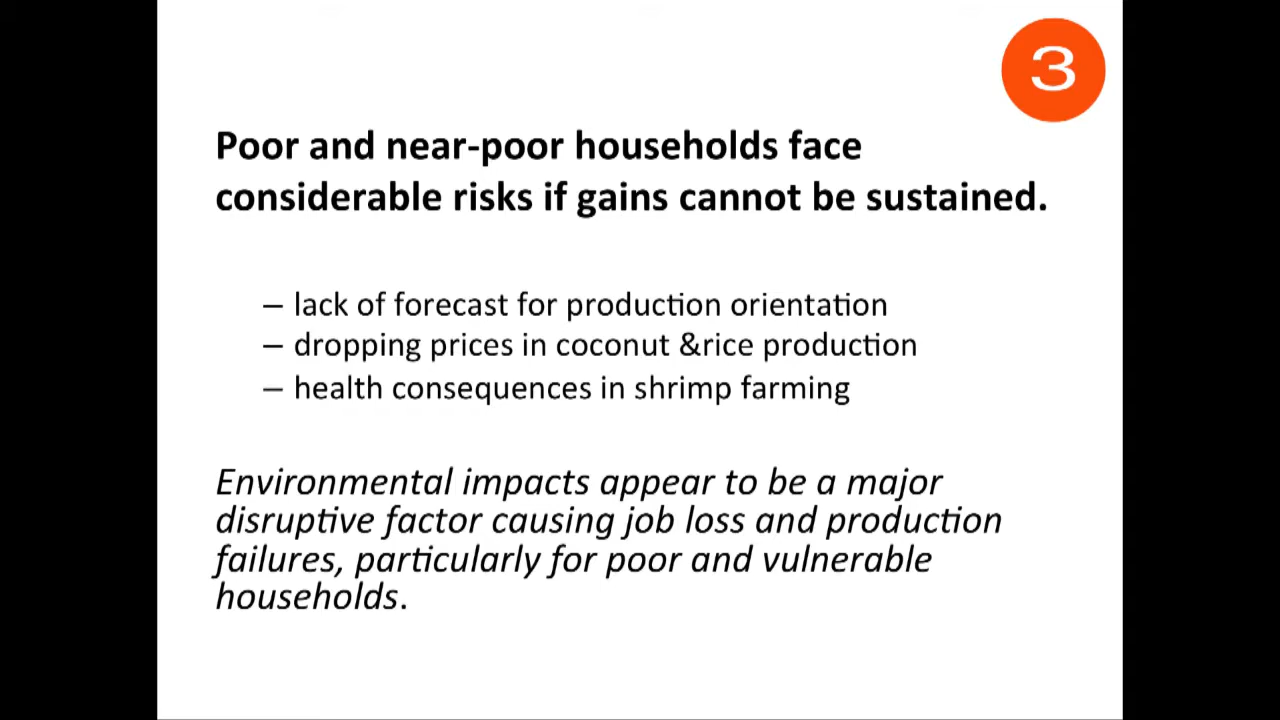 3
Poor and near-poor households face
considerable risks if gains cannot be sustained.
– lack of forecast for production orientation
– dropping prices in coconut &rice production
– health consequences in shrimp farming
Environmental impacts appear to be a major
disruptive factor causing job loss and production
failures, particularly for poor and vulnerable
households.